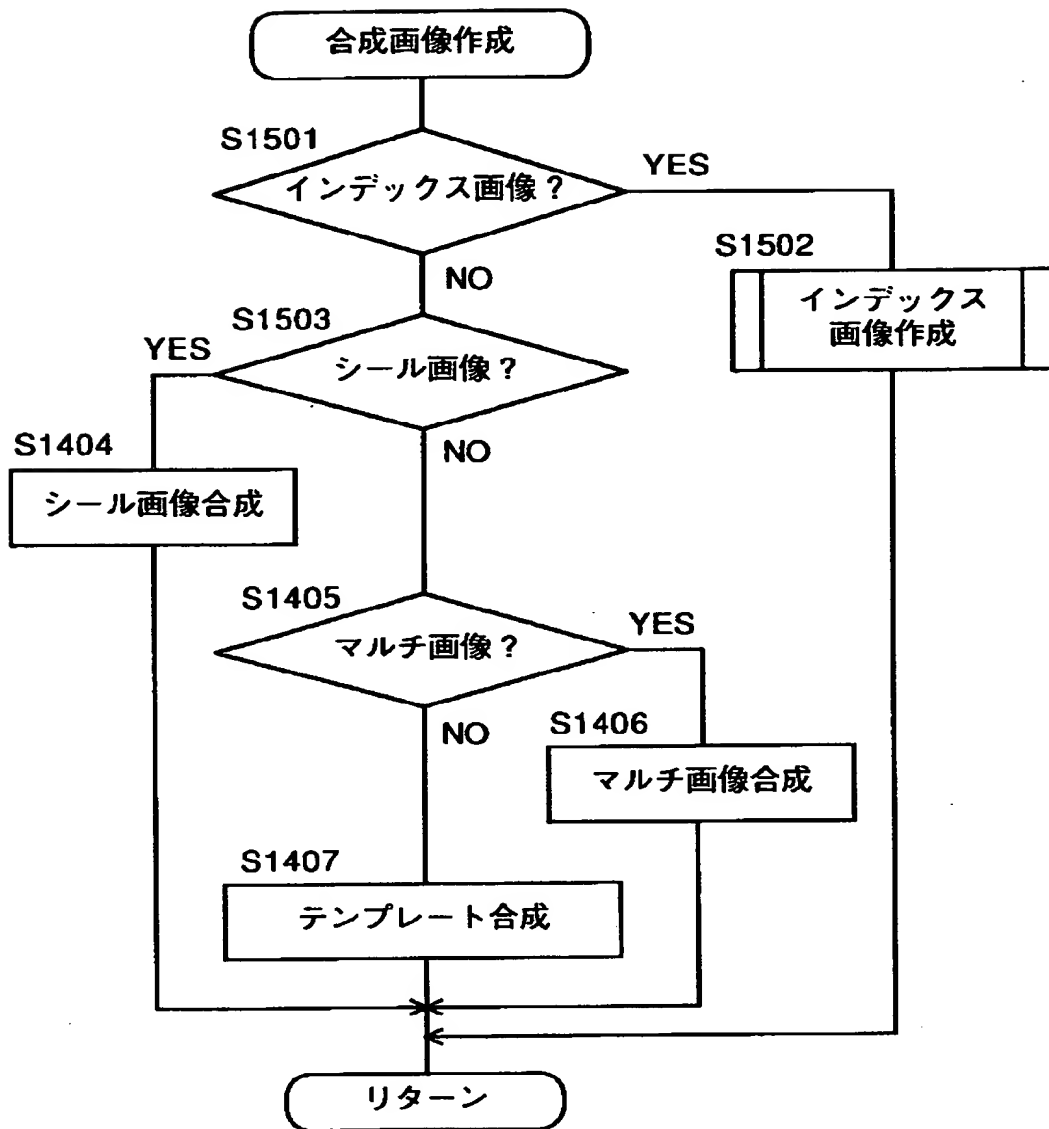 合成画像作成
S1501
インデックス画像？
YES
NO
S1502
インデックス
画像作成
S1503
YES
シール画像？
NO
S1404
シール画像合成
S1405
マルチ画像？
YES
NO
S1406
マルチ画像合成
S1407
テンプレート合成
リターン